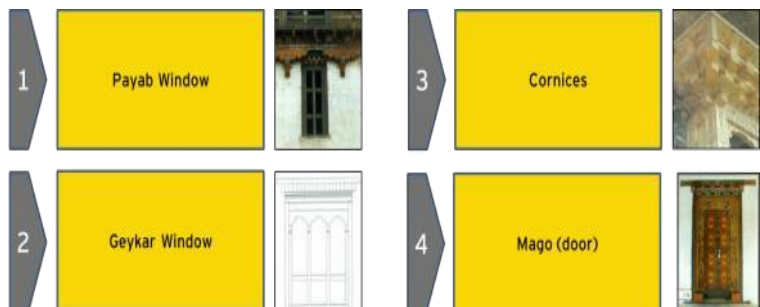 1
Payab Window
2
Geykar Window
3
Cornices
4
Mago (door)